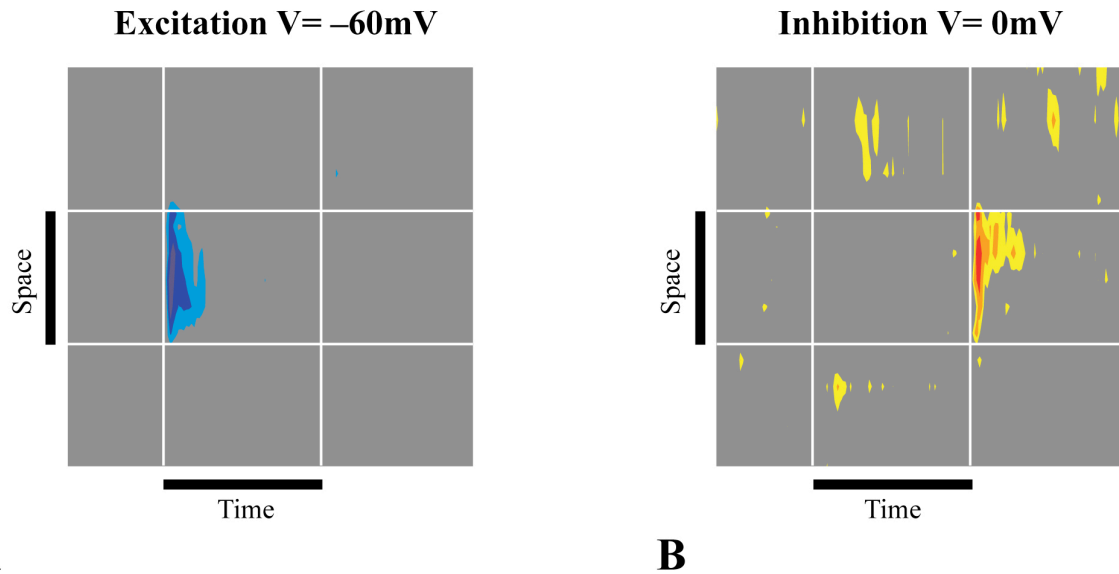 Excitation V= –60mV
Inhibition V= 0mV
Space
Space
Time
Time
B